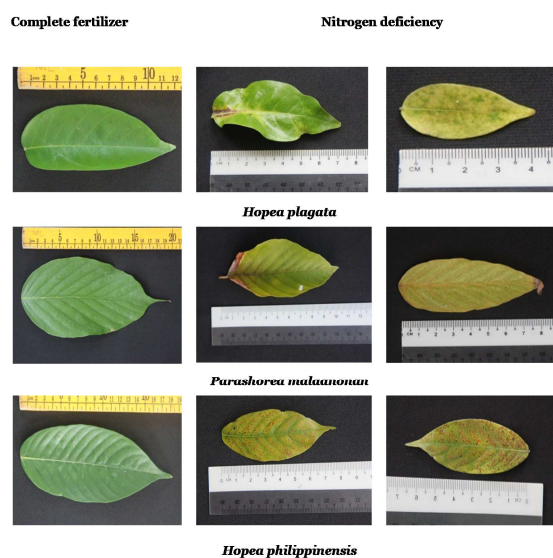 Complete fertilizer Nitrogen deficiency
Hopea plagata
Parashorea malaanonan
Hopea philippinensis